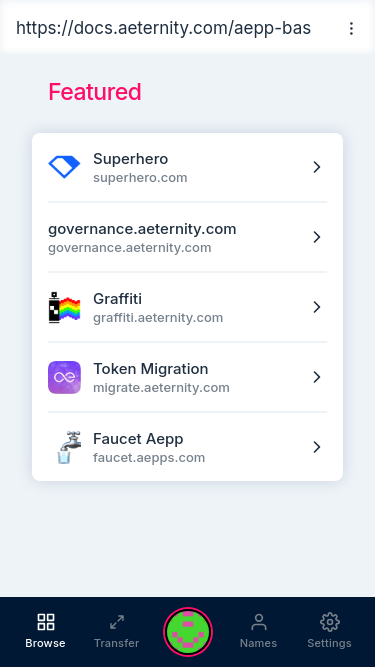 https://docs.aeternity.com/aepp-bas
Featured
Superhero
superhero.com
governance.aeternity.com
governance.aeternity.com
Graffiti
graffiti.aeternity.com
Token Migration
migrate.aeternity.com
Faucet Aepp
faucet.aepps.com
Browse
Transfer
Names
Settings